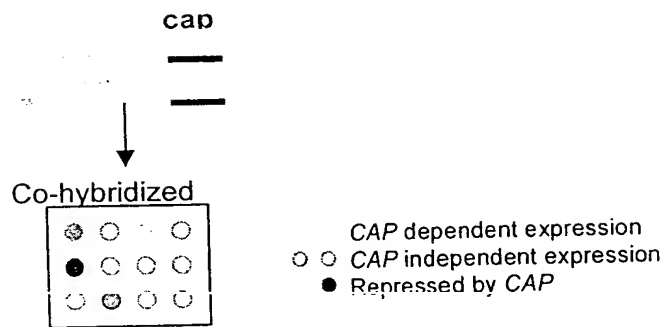 cap
Co-hybridized
CAP dependent expression
CAP independent expression
Repressed by CAP